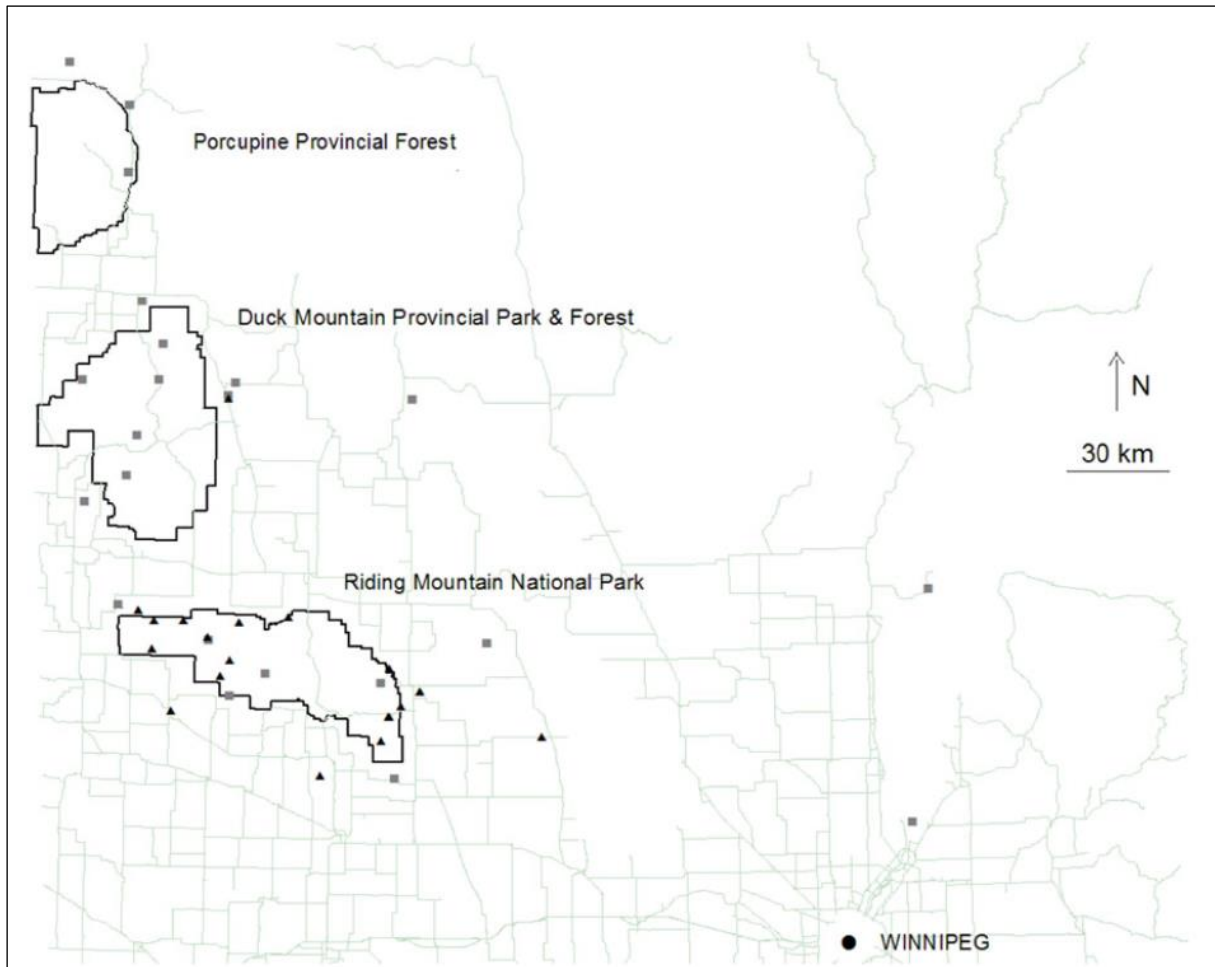 Porcupine Provincial Forest
Duck Mountain Provincial Park & Forest
N
30 km
Riding Mountain National Park
WINNIPEG